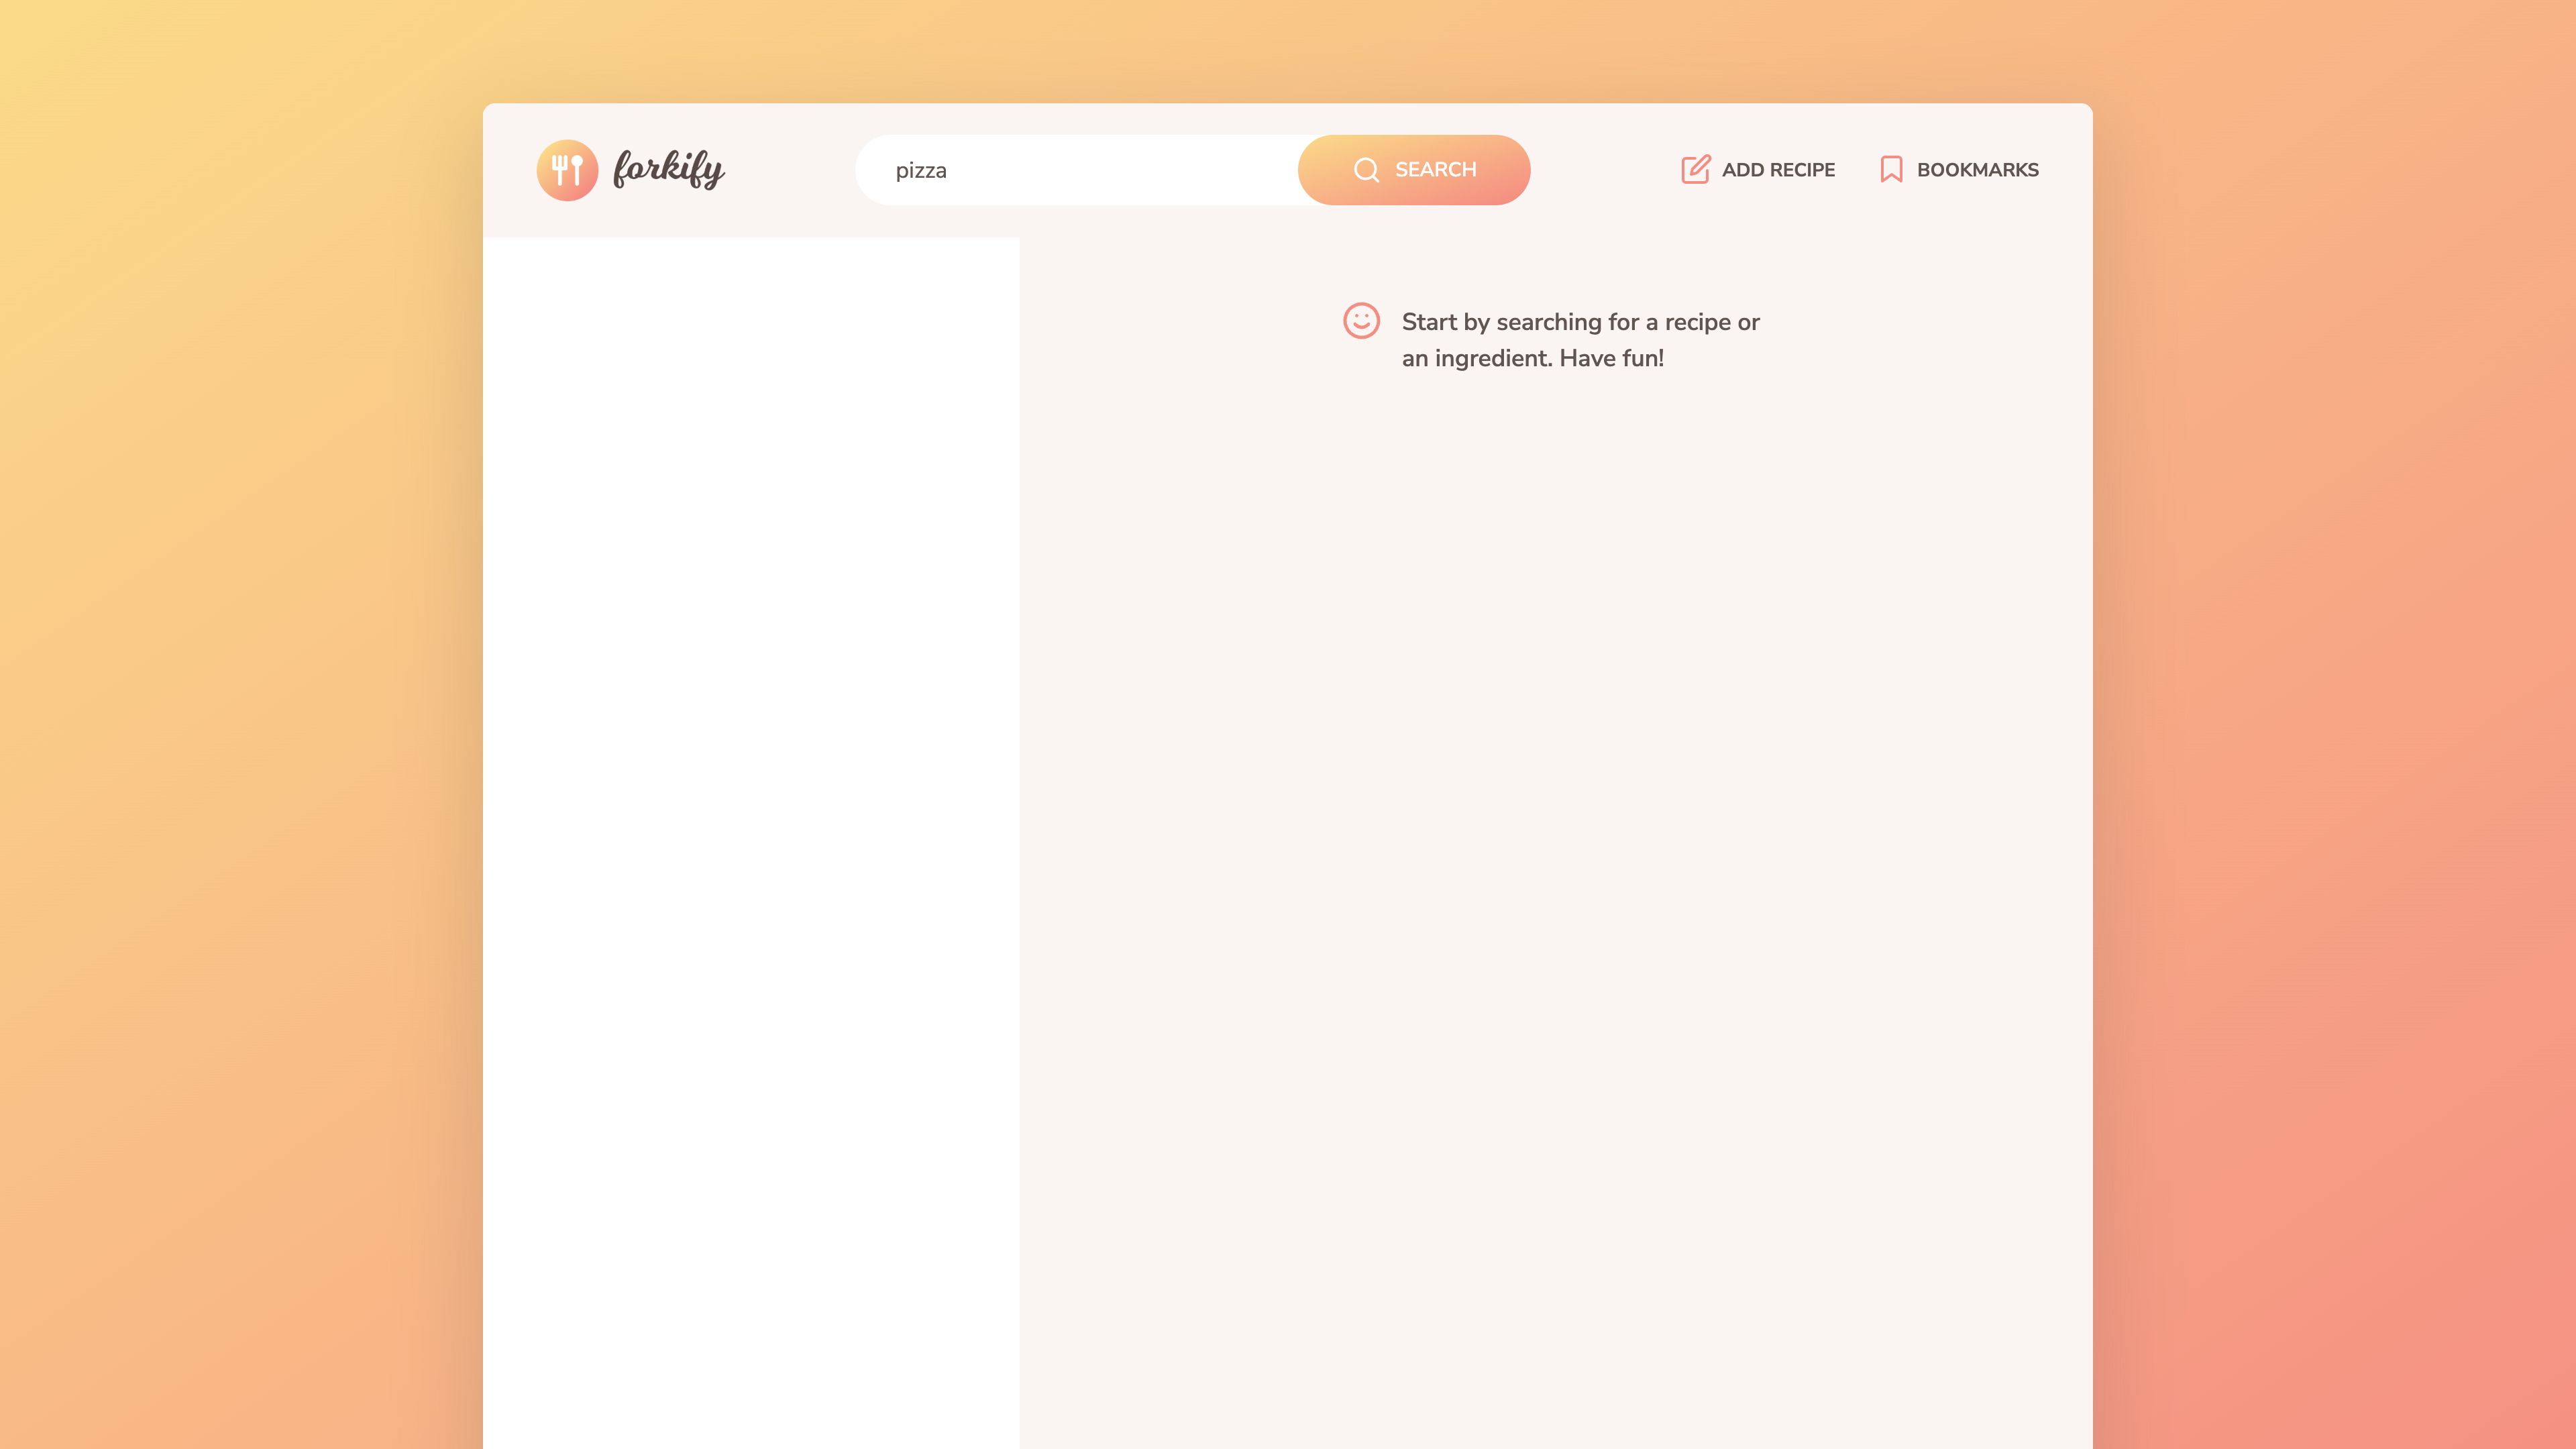 forkify
pizza
SEARCH
ADD RECIPE
BOOKMARKS
Start by searching for a recipe or
an ingredient. Have fun!